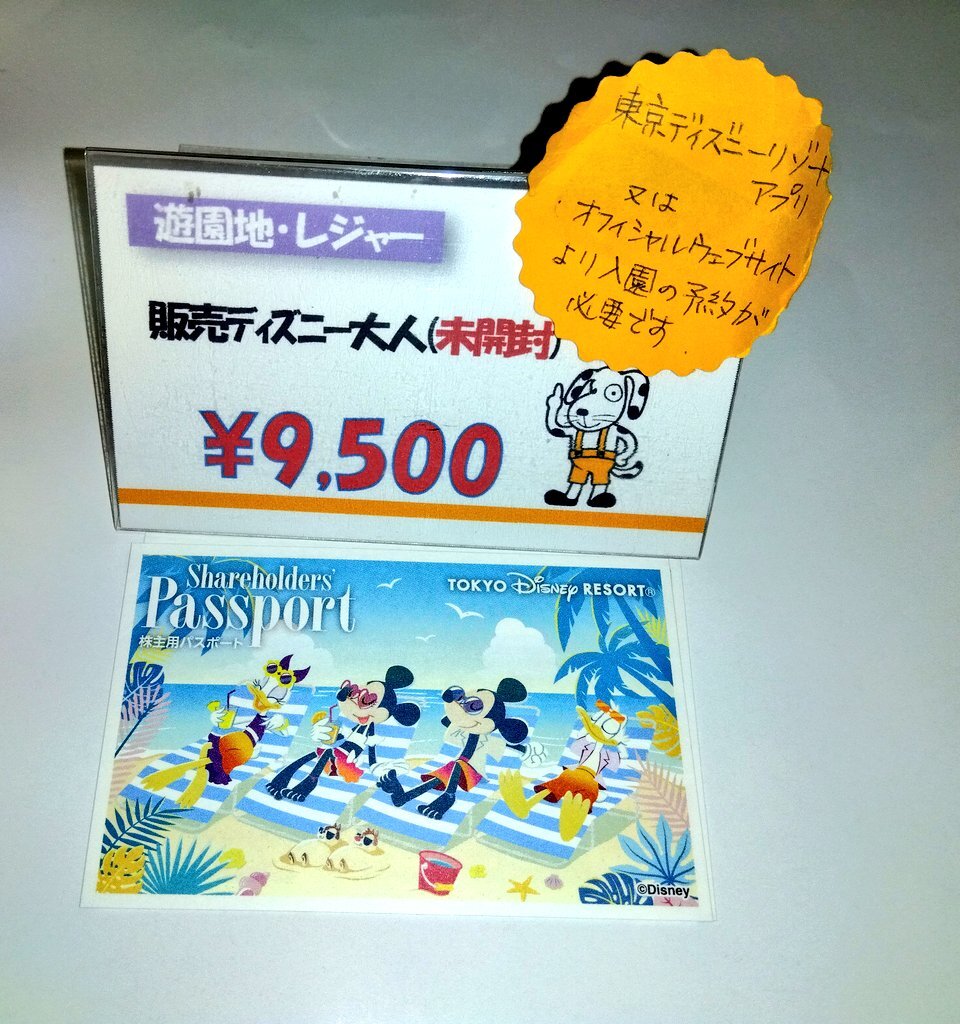 東京ディズニーリゾート
アプリ
又は
オフィシャルウェブサイト
より入園の予約が
必要です
遊園地・レジャー
販売ディズニー大人(未開封)
¥9,500
Shareholders'
Passport
株主用パスポート
TOKYO Disney RESORT®
©Disney